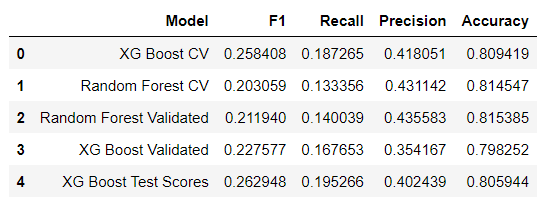 Model F1 Recall Precision Accuracy
0 XG Boost CV 0.258408 0.187265 0.418051 0.809419
1 Random Forest CV 0.203059 0.133356 0.431142 0.814547
2 Random Forest Validated 0.211940 0.140039 0.435583 0.815385
3 XG Boost Validated 0.227577 0.167653 0.354167 0.798252
4 XG Boost Test Scores 0.262948 0.195266 0.402439 0.805944